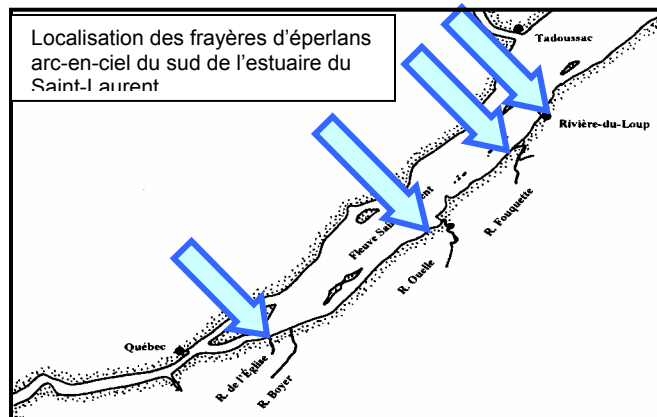 Localisation des frayères d'éperlans
arc-en-ciel du sud de l'estuaire du
Saint-Laurent
Tadoussac
Rivière-du-Loup
R. Fouquette
Fleuve
R. Ouelle
Québec
R. de l'Église
R. Boyer